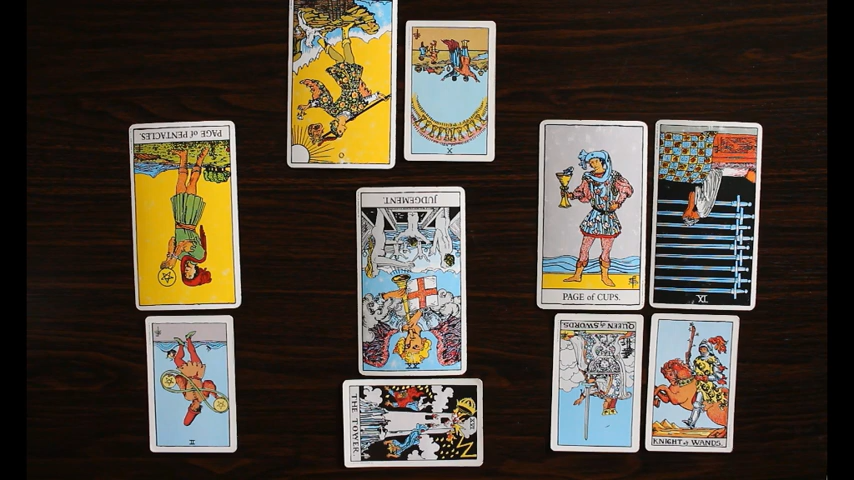 0
X
PAGE of PENTACLES.
II
JUDGEMENT.
XX
THE TOWER.
XVI
PAGE of CUPS.
IX
QUEEN of SWORDS
KNIGHT of WANDS.